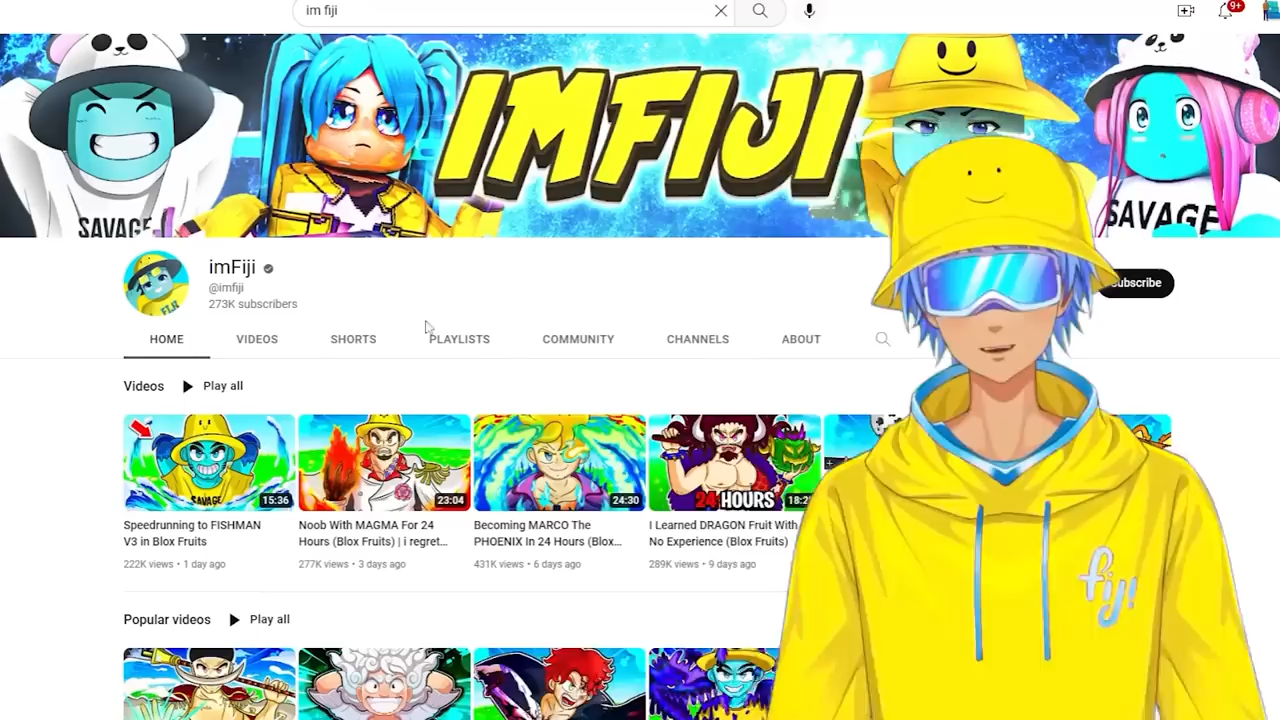 im fiji
9+
IMFIJI
SAVAGE
SAVAGE
imFiji
@imfiji
273K subscribers
subscribe
HOME
VIDEOS
SHORTS
PLAYLISTS
COMMUNITY
CHANNELS
ABOUT
Videos
Play all
FIJI
SAVAGE
15:36
23:04
24:30
24 HOURS
18:2
Speedrunning to FISHMAN
V3 in Blox Fruits
222K views • 1 day ago
Noob With MAGMA For 24
Hours (Blox Fruits) | i regret...
277K views • 3 days ago
Becoming MARCO The
PHOENIX In 24 Hours (Blox...
431K views • 6 days ago
I Learned DRAGON Fruit With
No Experience (Blox Fruits)
289K views • 9 days ago
fiji
Popular videos
Play all